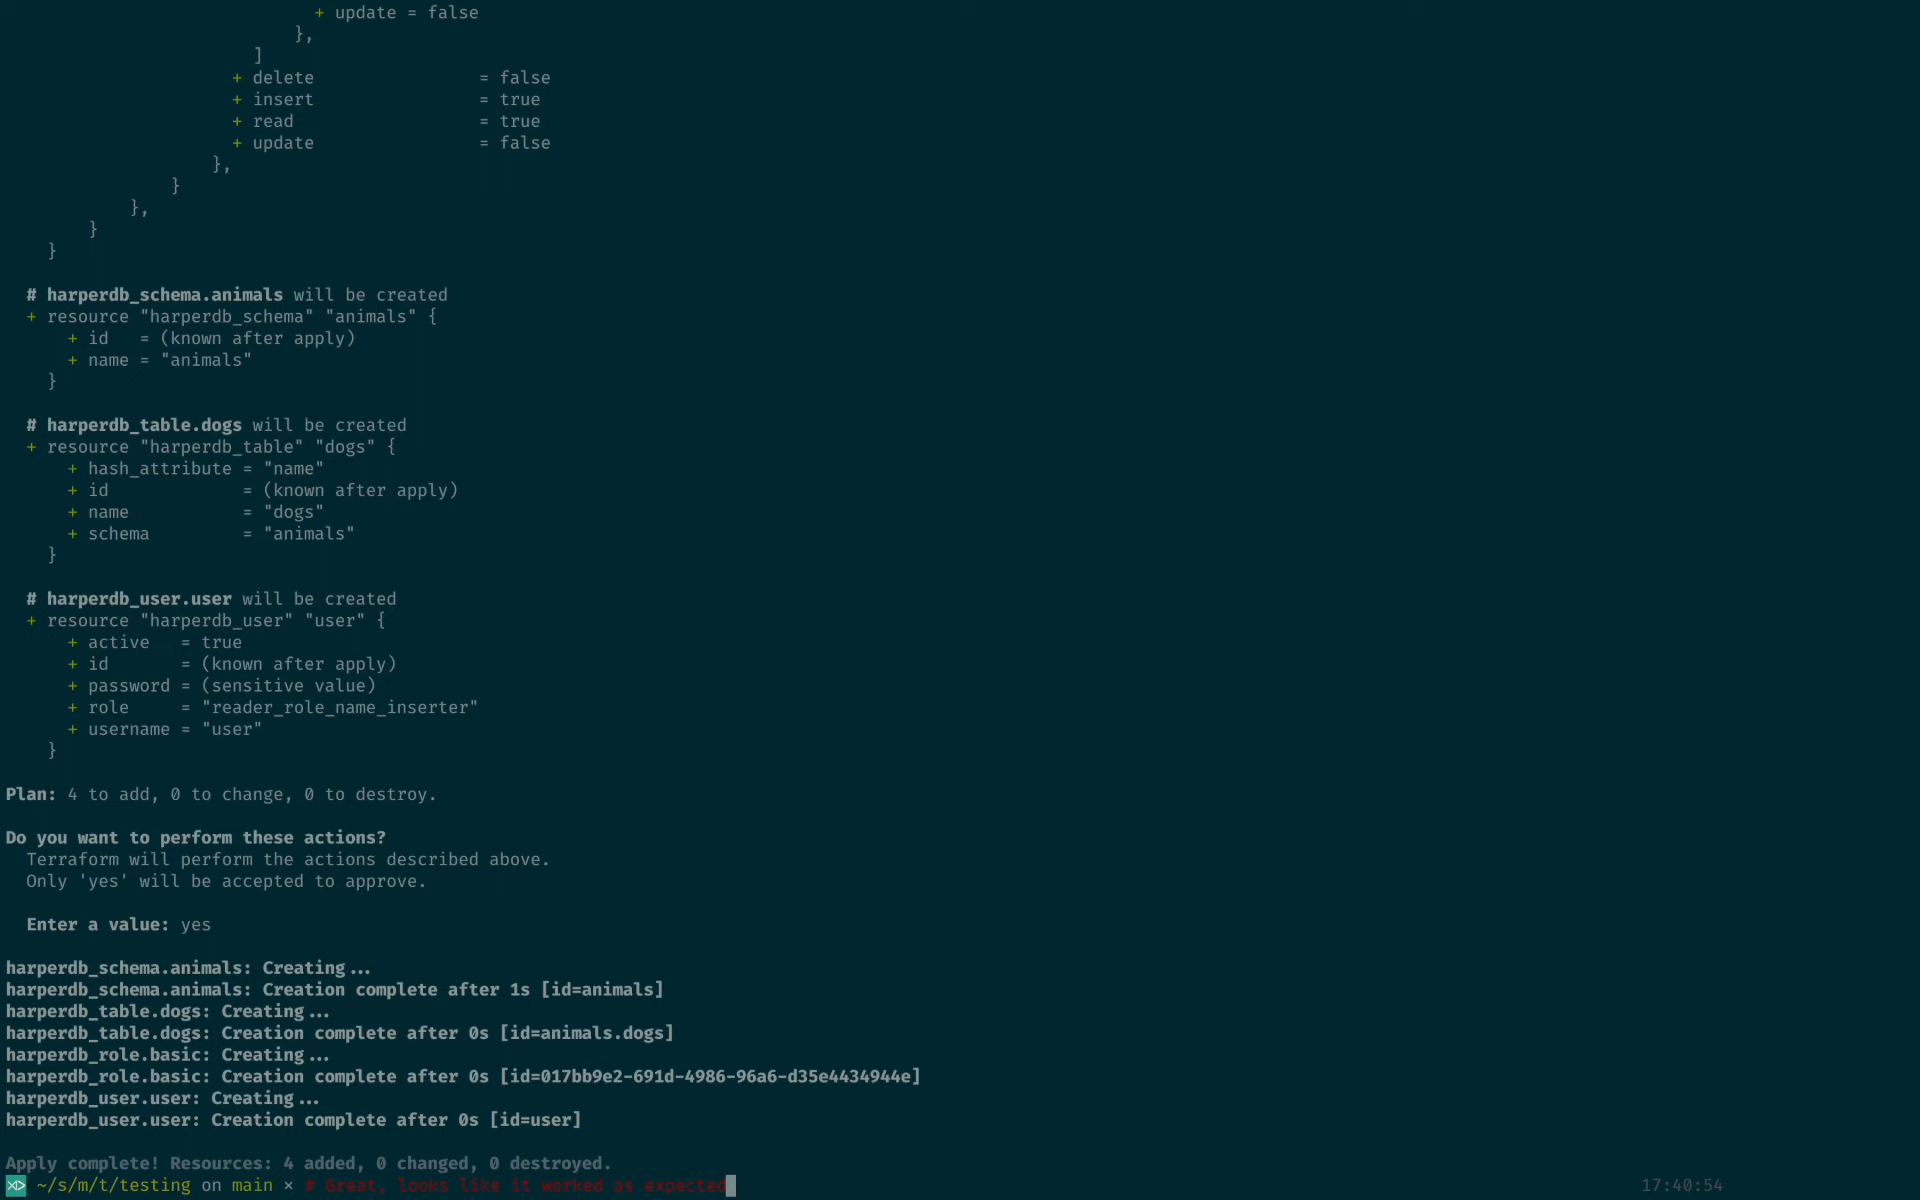 + update = false
},
]
+ delete = false
+ insert = true
+ read = true
+ update = false
},
}
},
}
}
# harperdb_schema.animals will be created
+ resource "harperdb_schema" "animals" {
+ id = (known after apply)
+ name = "animals"
}
# harperdb_table.dogs will be created
+ resource "harperdb_table" "dogs" {
+ hash_attribute = "name"
+ id = (known after apply)
+ name = "dogs"
+ schema = "animals"
}
# harperdb_user.user will be created
+ resource "harperdb_user" "user" {
+ active = true
+ id = (known after apply)
+ password = (sensitive value)
+ role = "reader_role_name_inserter"
+ username = "user"
}
Plan: 4 to add, 0 to change, 0 to destroy.
Do you want to perform these actions?
Terraform will perform the actions described above.
Only 'yes' will be accepted to approve.
Enter a value: yes
harperdb_schema.animals: Creating...
harperdb_schema.animals: Creation complete after 1s [id=animals]
harperdb_table.dogs: Creating...
harperdb_table.dogs: Creation complete after 0s [id=animals.dogs]
harperdb_role.basic: Creating...
harperdb_role.basic: Creation complete after 0s [id=017bb9e2-691d-4986-96a6-d35e4434944e]
harperdb_user.user: Creating...
harperdb_user.user: Creation complete after 0s [id=user]
Apply complete! Resources: 4 added, 0 changed, 0 destroyed.
~/s/m/t/testing on main × # Great, looks like it worked as expected 17:40:54